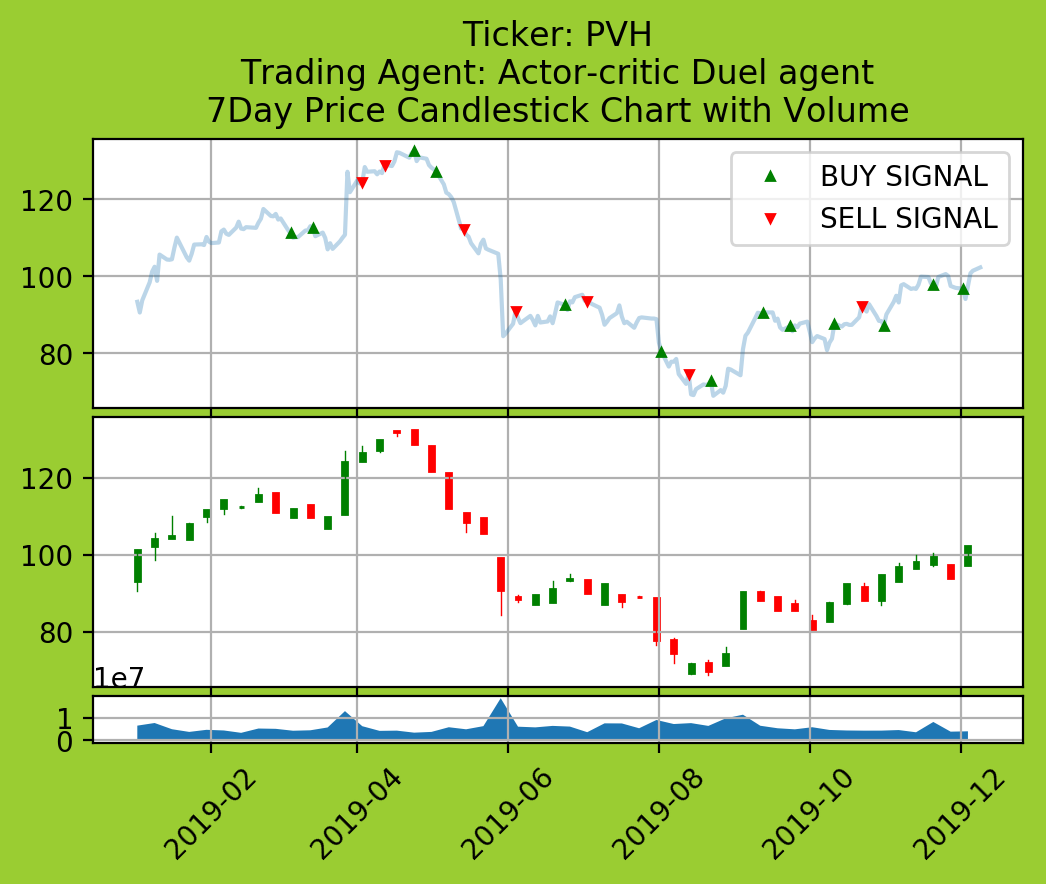 Ticker: PVH
Trading Agent: Actor-critic Duel agent
7Day Price Candlestick Chart with Volume
BUY SIGNAL
SELL SIGNAL
120
100
80
120
100
80
1e7
1
0
2019-02
2019-04
2019-06
2019-08
2019-10
2019-12